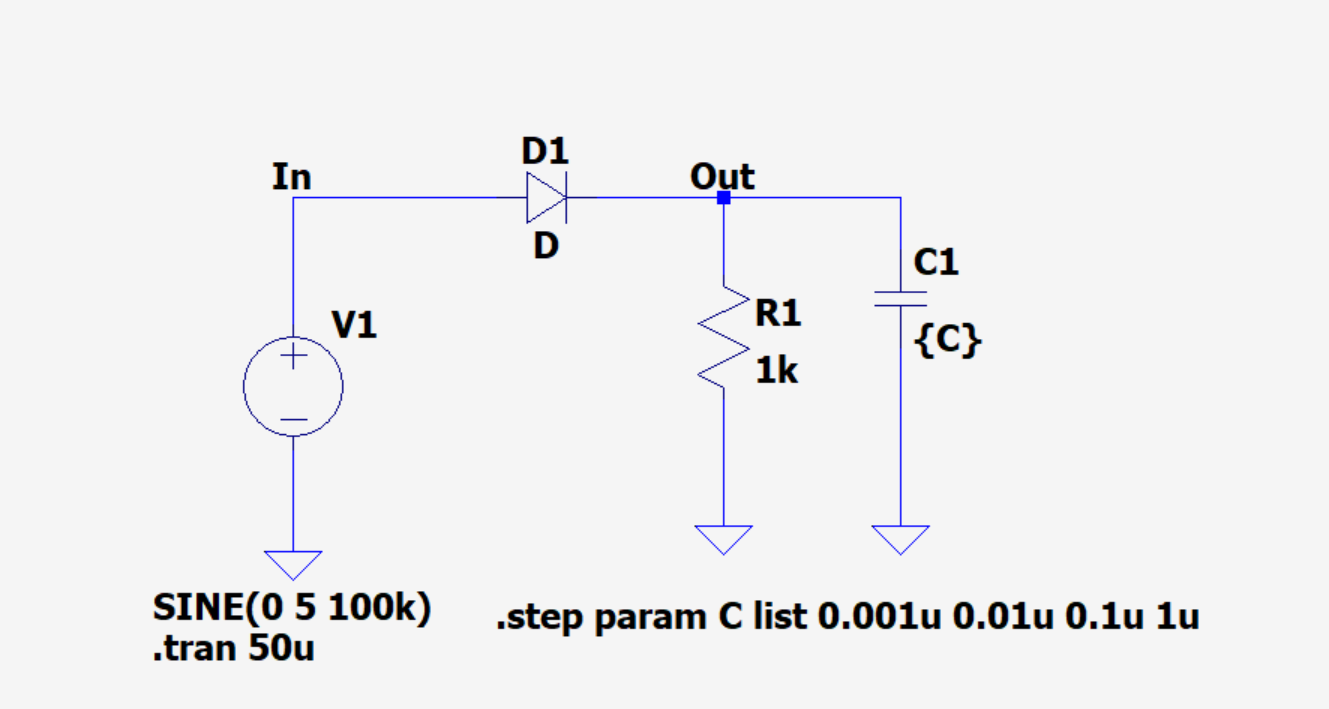 D1
In
Out
D
C1
R1
V1
{C}
1k
SINE(0 5 100k)
.tran 50u
.step param C list 0.001u 0.01u 0.1u 1u